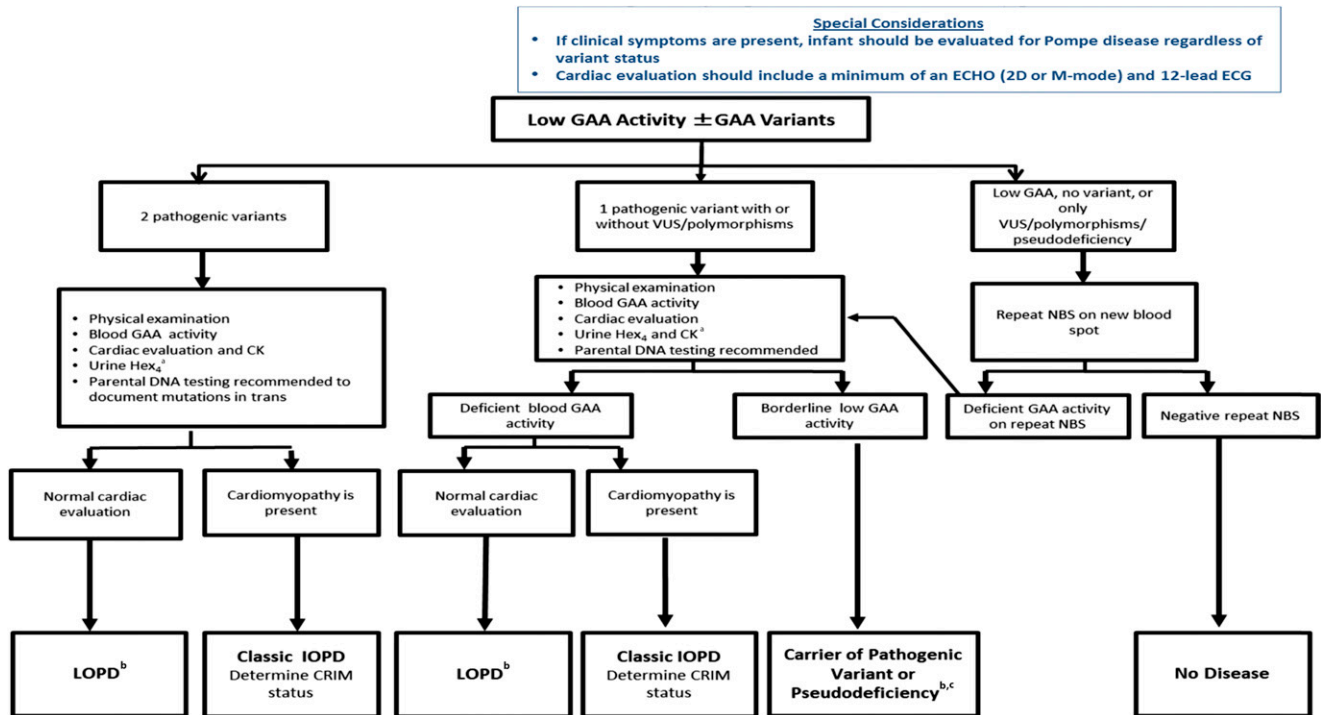 Special Considerations
• If clinical symptoms are present, infant should be evaluated for Pompe disease regardless of
variant status
• Cardiac evaluation should include a minimum of an ECHO (2D or M-mode) and 12-lead ECG
Low GAA Activity ±GAA Variants
2 pathogenic variants
1 pathogenic variant with or
without VUS/polymorphisms
Low GAA, no variant, or
only
VUS/polymorphisms/
pseudodeficiency
• Physical examination
• Blood GAA activity
• Cardiac evaluation and CK
• Urine Hex₄ᵃ
• Parental DNA testing recommended to
document mutations in trans
• Physical examination
• Blood GAA activity
• Cardiac evaluation
• Urine Hex₄ and CKᵃ
• Parental DNA testing recommended
Repeat NBS on new blood
spot
Deficient blood GAA
activity
Borderline low GAA
activity
Deficient GAA activity
on repeat NBS
Negative repeat NBS
Normal cardiac
evaluation
Cardiomyopathy is
present
Normal cardiac
evaluation
Cardiomyopathy is
present
LOPDᵇ
Classic IOPD
Determine CRIM
status
LOPDᵇ
Classic IOPD
Determine CRIM
status
Carrier of Pathogenic
Variant or
Pseudodeficiencyᵇ,ᶜ
No Disease